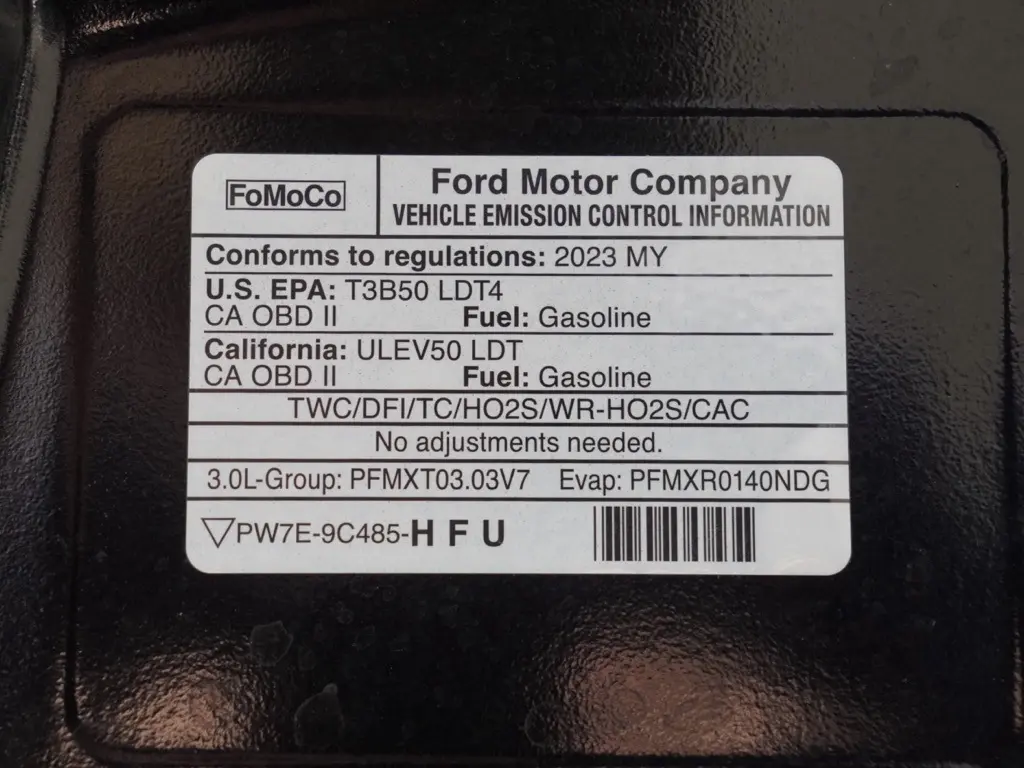 FoMoCo
Ford Motor Company
VEHICLE EMISSION CONTROL INFORMATION
Conforms to regulations: 2023 MY
U.S. EPA: T3B50 LDT4
CA OBD II Fuel: Gasoline
California: ULEV50 LDT
CA OBD II Fuel: Gasoline
TWC/DFI/TC/HO2S/WR-HO2S/CAC
No adjustments needed.
3.0L-Group: PFMXT03.03V7 Evap: PFMXR0140NDG
PW7E-9C485-H F U